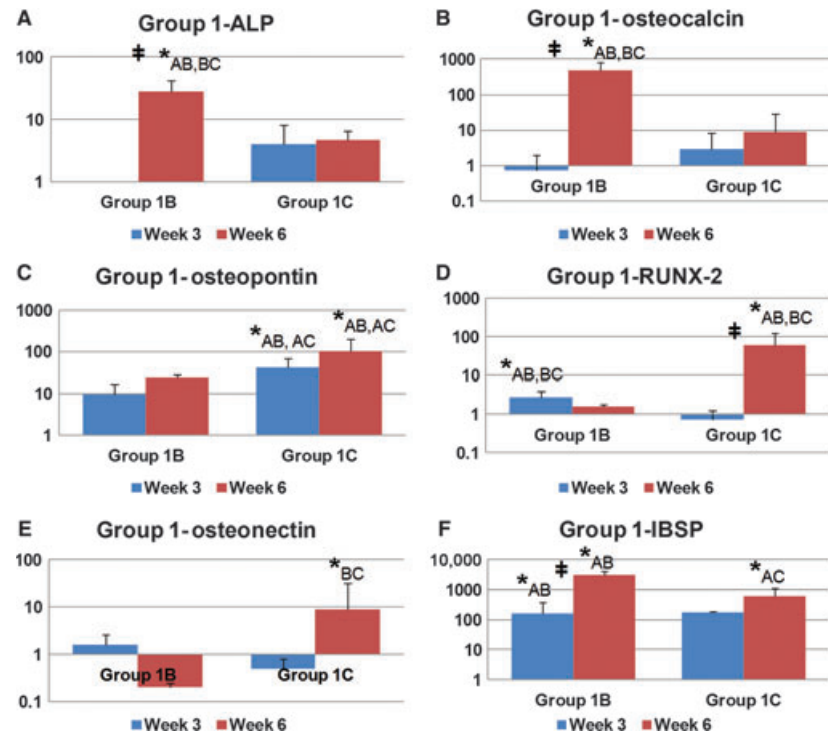 A
Group 1-ALP
100
10
1
ǂ * AB,BC
Group 1B Group 1C
Week 3 Week 6
B
Group 1-osteocalcin
1000
100
10
1
0.1
ǂ * AB,BC
Group 1B Group 1C
Week 3 Week 6
C
Group 1-osteopontin
1000
100
10
1
*AB, AC *AB,AC
Group 1B Group 1C
Week 3 Week 6
D
Group 1-RUNX-2
1000
100
10
1
0.1
*AB,BC ǂ *AB,BC
Group 1B Group 1C
Week 3 Week 6
E
Group 1-osteonectin
100
10
1
0.1
*BC
Group 1B Group 1C
Week 3 Week 6
F
Group 1-IBSP
10,000
1000
100
10
1
*AB ǂ *AB *AC
Group 1B Group 1C
Week 3 Week 6